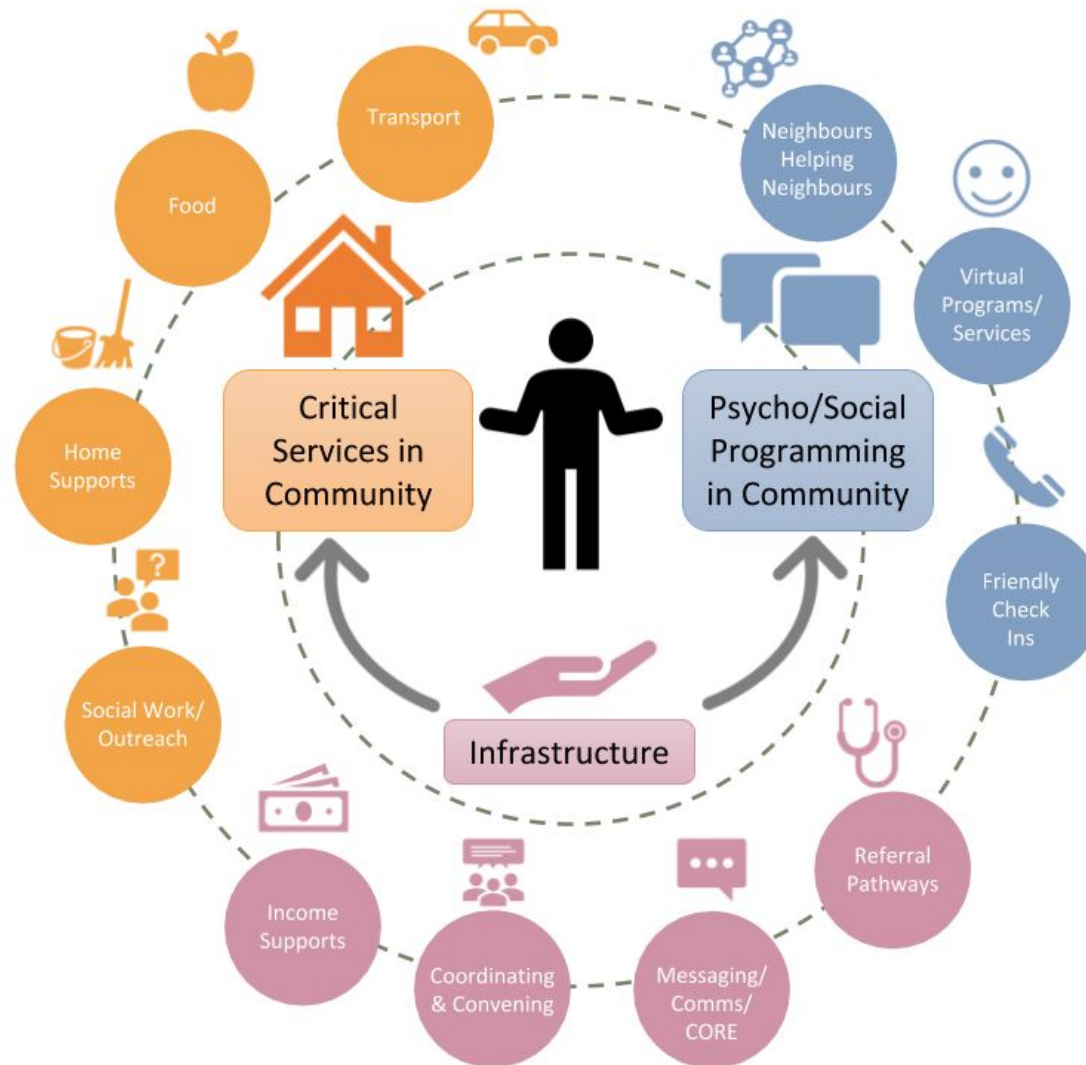 Transport
Neighbours
Helping
Neighbours
Food
Virtual
Programs/
Services
Critical
Services in
Community
Psycho/Social
Programming
in Community
Home
Supports
?
Friendly
Check
Ins
Social Work/
Outreach
Infrastructure
Referral
Pathways
Income
Supports
Coordinating
& Convening
Messaging/
Comms/
CORE